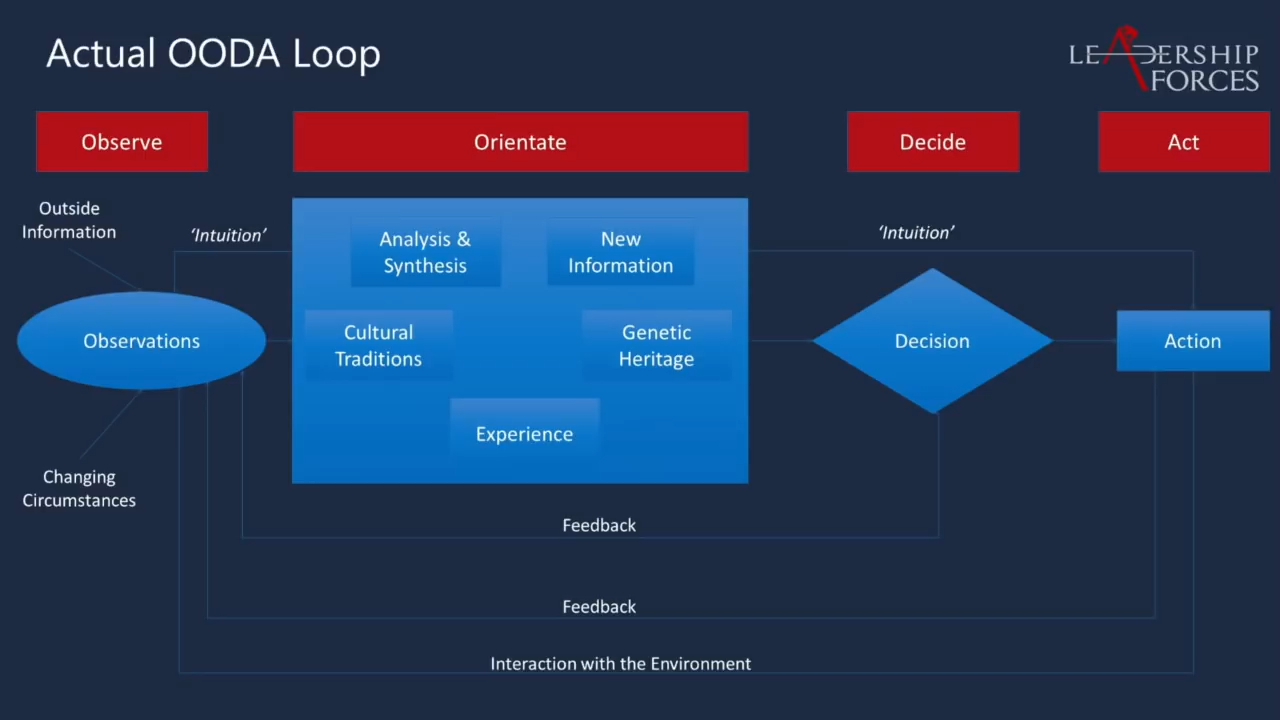 Actual OODA Loop
LEADERSHIP
FORCES
Observe
Orientate
Decide
Act
Outside
Information
‘Intuition’
Analysis &
Synthesis
New
Information
‘Intuition’
Observations
Cultural
Traditions
Genetic
Heritage
Decision
Action
Experience
Changing
Circumstances
Feedback
Feedback
Interaction with the Environment